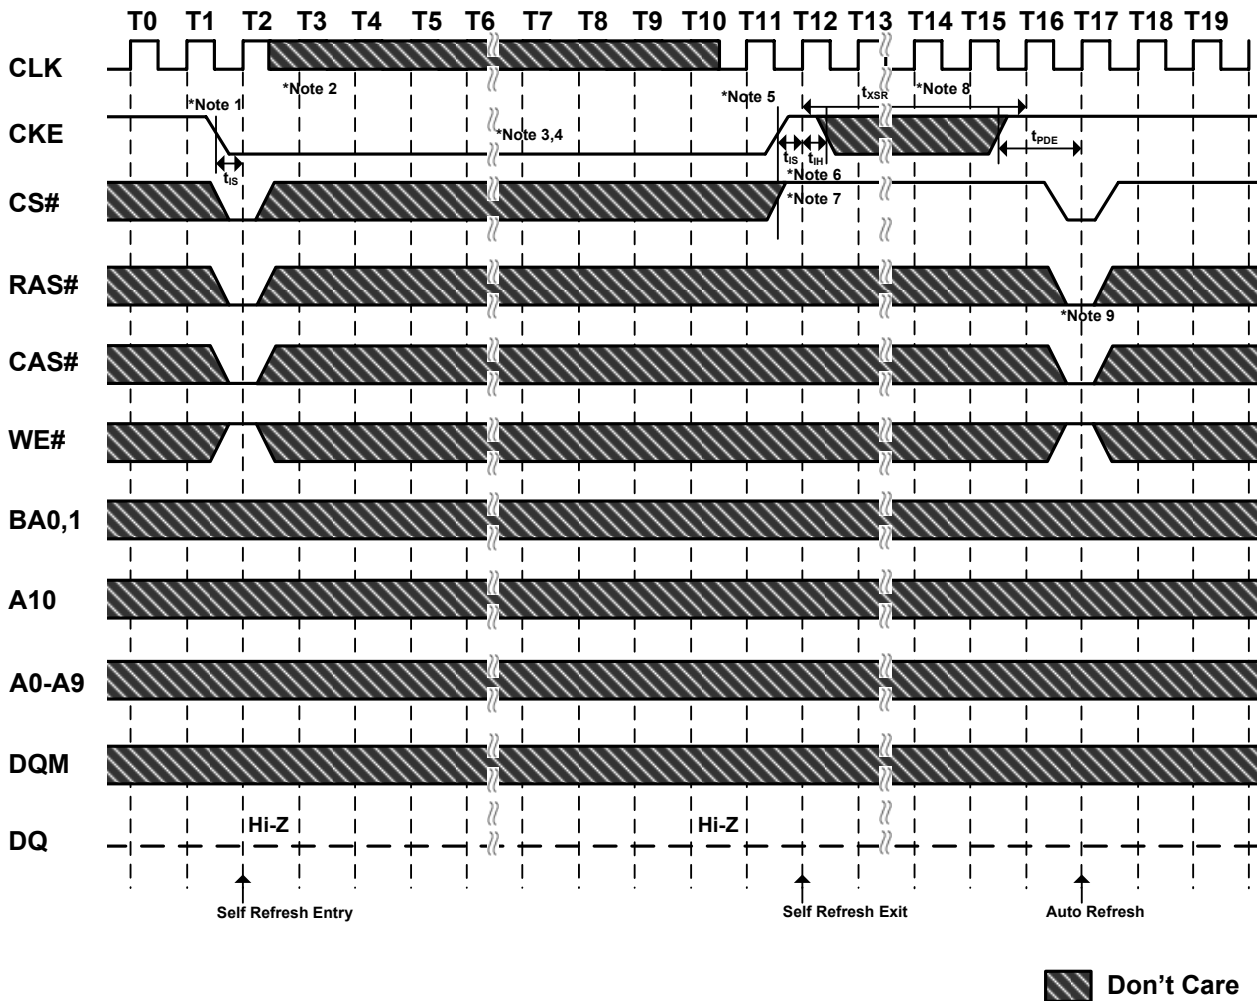 T0 T1 T2 T3 T4 T5 T6 T7 T8 T9 T10 T11 T12 T13 T14 T15 T16 T17 T18 T19
CLK
*Note 2
*Note 5
tXSR
*Note 8
*Note 1
CKE
*Note 3,4
tPDE
tIS
tIS
tIH
*Note 6
CS#
*Note 7
RAS#
*Note 9
CAS#
WE#
BA0,1
A10
A0-A9
DQM
Hi-Z
Hi-Z
DQ
Self Refresh Entry
Self Refresh Exit
Auto Refresh
Don't Care